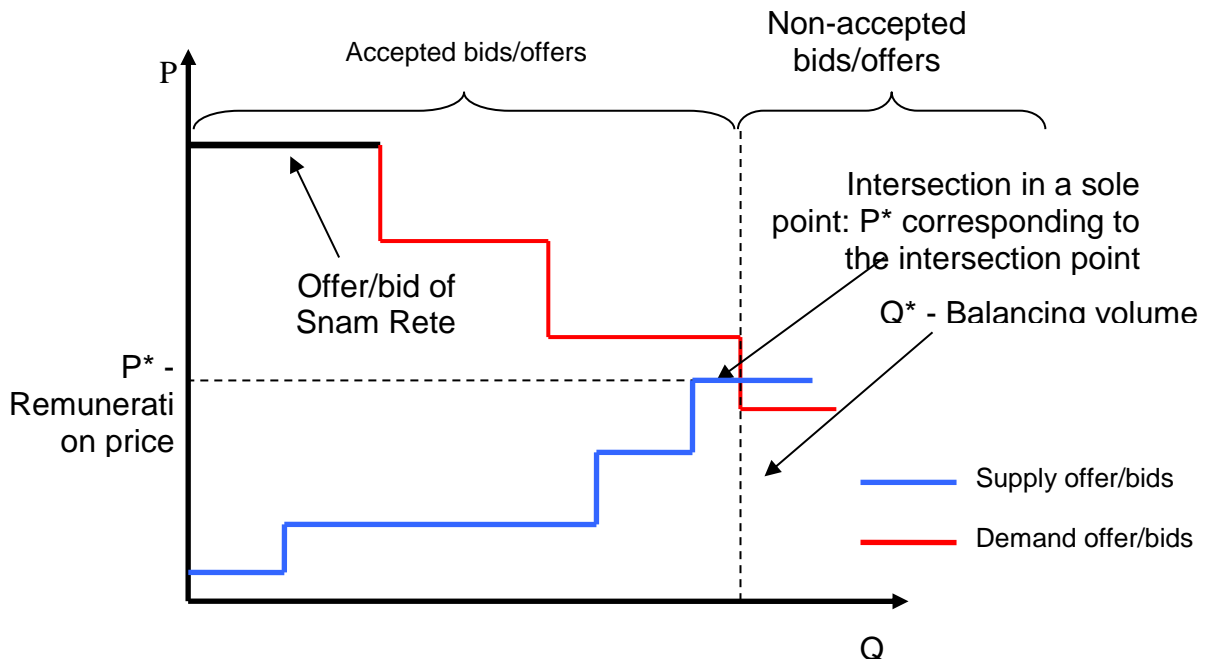 Non-accepted
bids/offers
Accepted bids/offers
P
Intersection in a sole
point: P* corresponding to
the intersection point
Offer/bid of
Snam Rete
Q* - Balancing volume
P* -
Remunerati
on price
Supply offer/bids
Demand offer/bids
Q